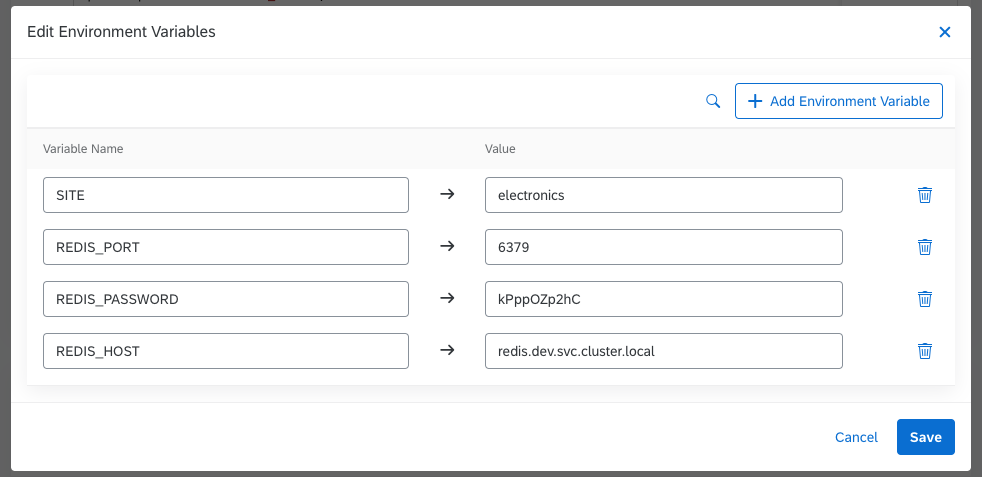 Edit Environment Variables
Add Environment Variable
Variable Name Value
SITE → electronics
REDIS_PORT → 6379
REDIS_PASSWORD → kPppOZp2hC
REDIS_HOST → redis.dev.svc.cluster.local
Cancel Save